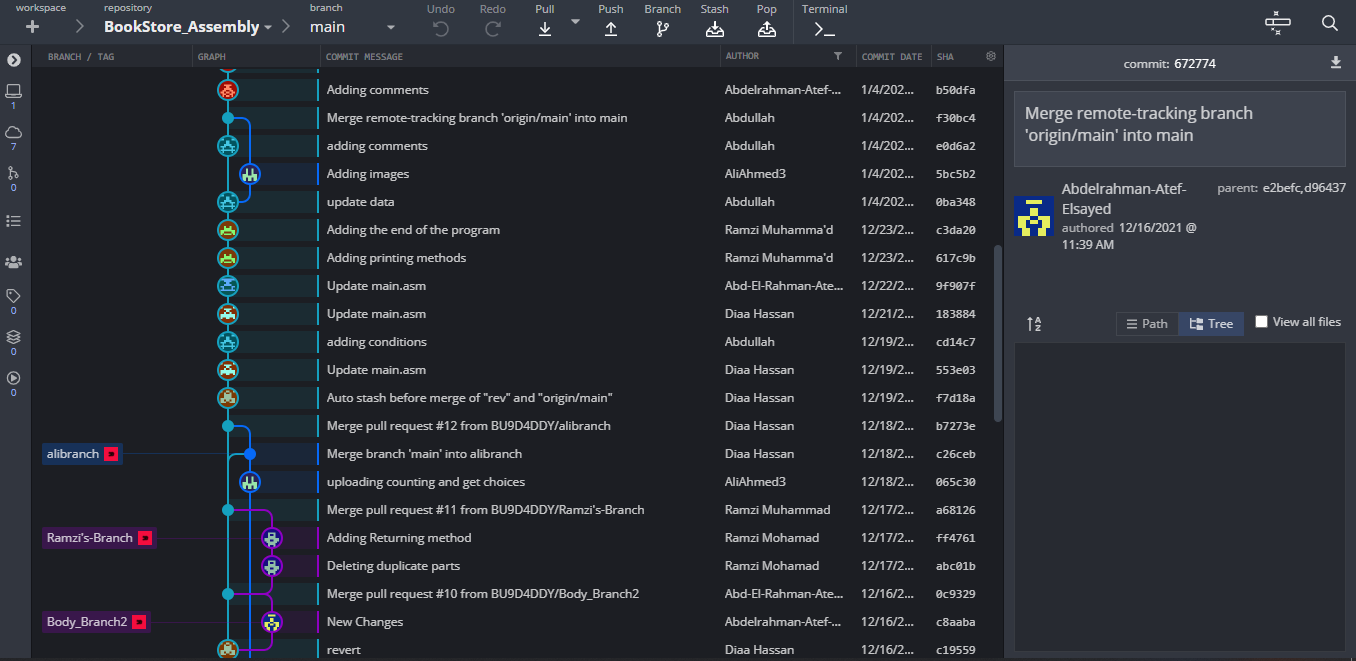 workspace repository branch Undo Redo Pull Push Branch Stash Pop Terminal
BookStore_Assembly main
BRANCH / TAG GRAPH COMMIT MESSAGE AUTHOR COMMIT DATE SHA
commit: 672774
Adding comments Abdelrahman-Atef-... 1/4/202... b50dfa
Merge remote-tracking branch 'origin/main' into main Abdullah 1/4/202... f30bc4
adding comments Abdullah 1/4/202... e0d6a2
Adding images AliAhmed3 1/4/202... 5bc5b2
update data Abdullah 1/4/202... 0ba348
Adding the end of the program Ramzi Muhamma'd 12/23/2... c3da20
Adding printing methods Ramzi Muhamma'd 12/23/2... 617c9b
Update main.asm Abd-El-Rahman-Ate... 12/22/2... 9f907f
Update main.asm Diaa Hassan 12/21/2... 183884
adding conditions Abdullah 12/19/2... cd14c7
Update main.asm Diaa Hassan 12/19/2... 553e03
Auto stash before merge of "rev" and "origin/main" Diaa Hassan 12/19/2... f7d18a
Merge pull request #12 from BU9D4DDY/alibranch Diaa Hassan 12/18/2... b7273e
alibranch Merge branch 'main' into alibranch Diaa Hassan 12/18/2... c26ceb
uploading counting and get choices AliAhmed3 12/18/2... 065c30
Merge pull request #11 from BU9D4DDY/Ramzi's-Branch Ramzi Muhammad 12/17/2... a68126
Ramzi's-Branch Adding Returning method Ramzi Mohamad 12/17/2... ff4761
Deleting duplicate parts Ramzi Mohamad 12/17/2... abc01b
Merge pull request #10 from BU9D4DDY/Body_Branch2 Abd-El-Rahman-Ate... 12/16/2... 0c9329
Body_Branch2 New Changes Abdelrahman-Atef-... 12/16/2... c8aaba
revert Diaa Hassan 12/16/2... c19559
1
7
0
0
0
0
Merge remote-tracking branch
'origin/main' into main
Abdelrahman-Atef-
Elsayed
authored 12/16/2021 @
11:39 AM
parent: e2befc,d96437
A
Z
Path Tree View all files